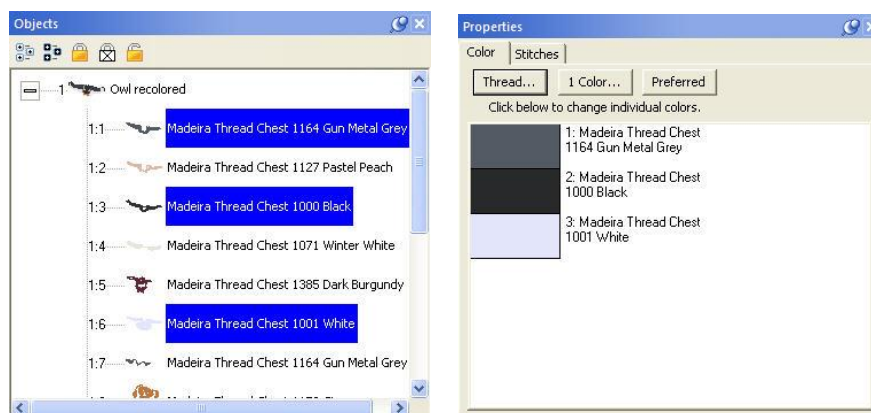 Objects
1 Owl recolored
1:1 Madeira Thread Chest 1164 Gun Metal Grey
1:2 Madeira Thread Chest 1127 Pastel Peach
1:3 Madeira Thread Chest 1000 Black
1:4 Madeira Thread Chest 1071 Winter White
1:5 Madeira Thread Chest 1385 Dark Burgundy
1:6 Madeira Thread Chest 1001 White
1:7 Madeira Thread Chest 1164 Gun Metal Grey
Properties
Color Stitches
Thread... 1 Color... Preferred
Click below to change individual colors.
1: Madeira Thread Chest
1164 Gun Metal Grey
2: Madeira Thread Chest
1000 Black
3: Madeira Thread Chest
1001 White